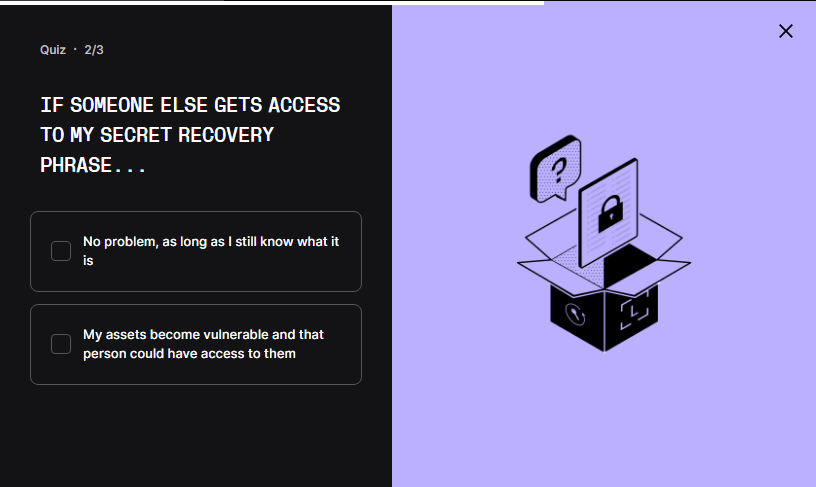 Quiz · 2/3
IF SOMEONE ELSE GETS ACCESS
TO MY SECRET RECOVERY
PHRASE...
No problem, as long as I still know what it
is
My assets become vulnerable and that
person could have access to them
?